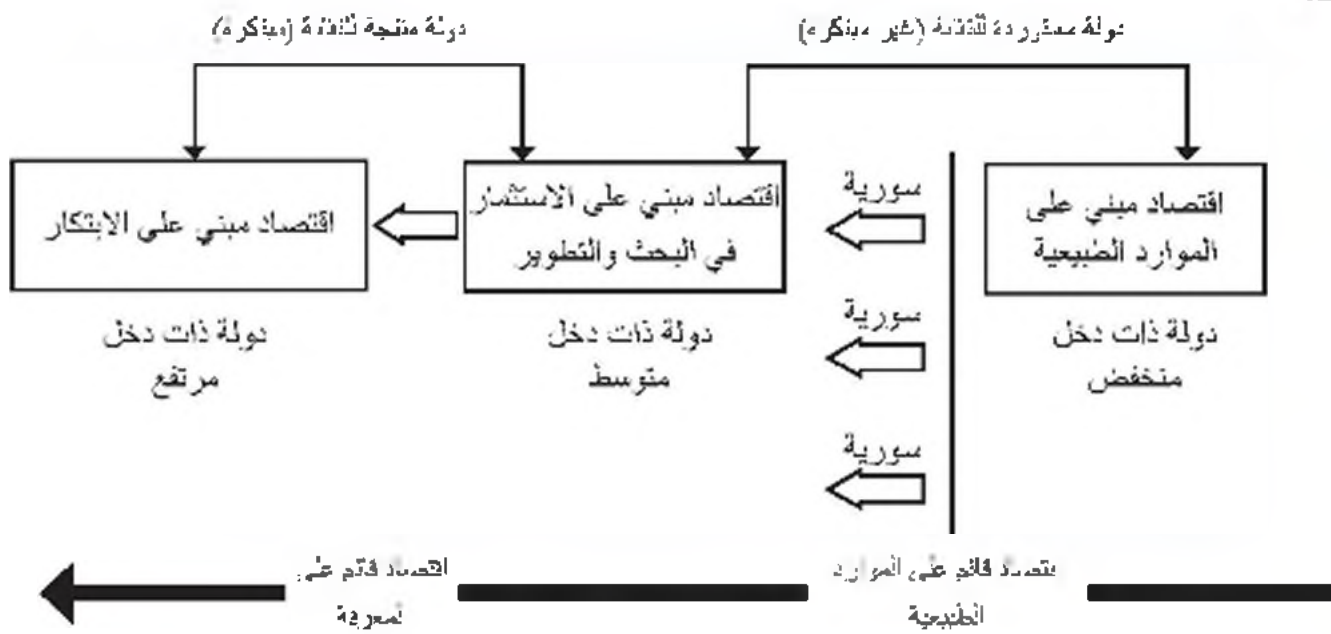 دولة مستوردة للتقانة (غير مبتكرة)
دولة منتجة للتقانة (مبتكرة)
اقتصاد مبني على
الموارد الطبيعية
دولة ذات دخل
منخفض
سورية
سورية
سورية
اقتصاد مبني على الاستثمار
في البحث والتطوير
دولة ذات دخل
متوسط
اقتصاد مبني على الابتكار
دولة ذات دخل
مرتفع
قتصاد قائم على الموارد
الطبيعية
اقتصاد قائم على
لمعرفة